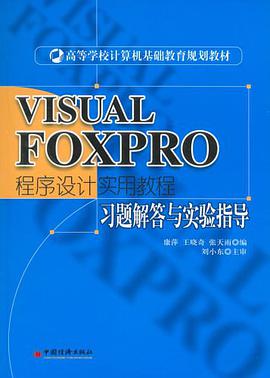 高等学校计算机基础教育规划教材
VISUAL
FOXPRO
程序设计实用教程
习题解答与实验指导
康萍 王晓奇 张天雨◎编
刘小东◎主审
中国经济出版社